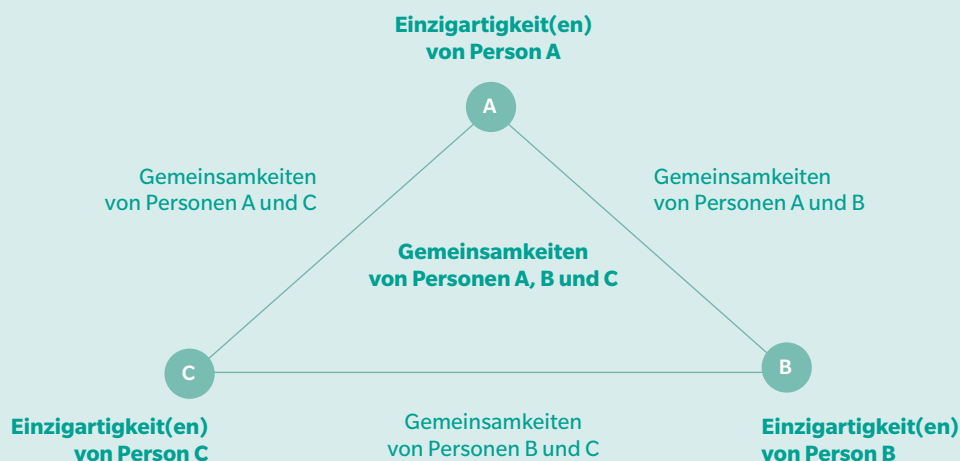 Einzigartigkeit(en)
von Person A
A
Gemeinsamkeiten
von Personen A und C
Gemeinsamkeiten
von Personen A und B
Gemeinsamkeiten
von Personen A, B und C
C
B
Einzigartigkeit(en)
von Person C
Gemeinsamkeiten
von Personen B und C
Einzigartigkeit(en)
von Person B